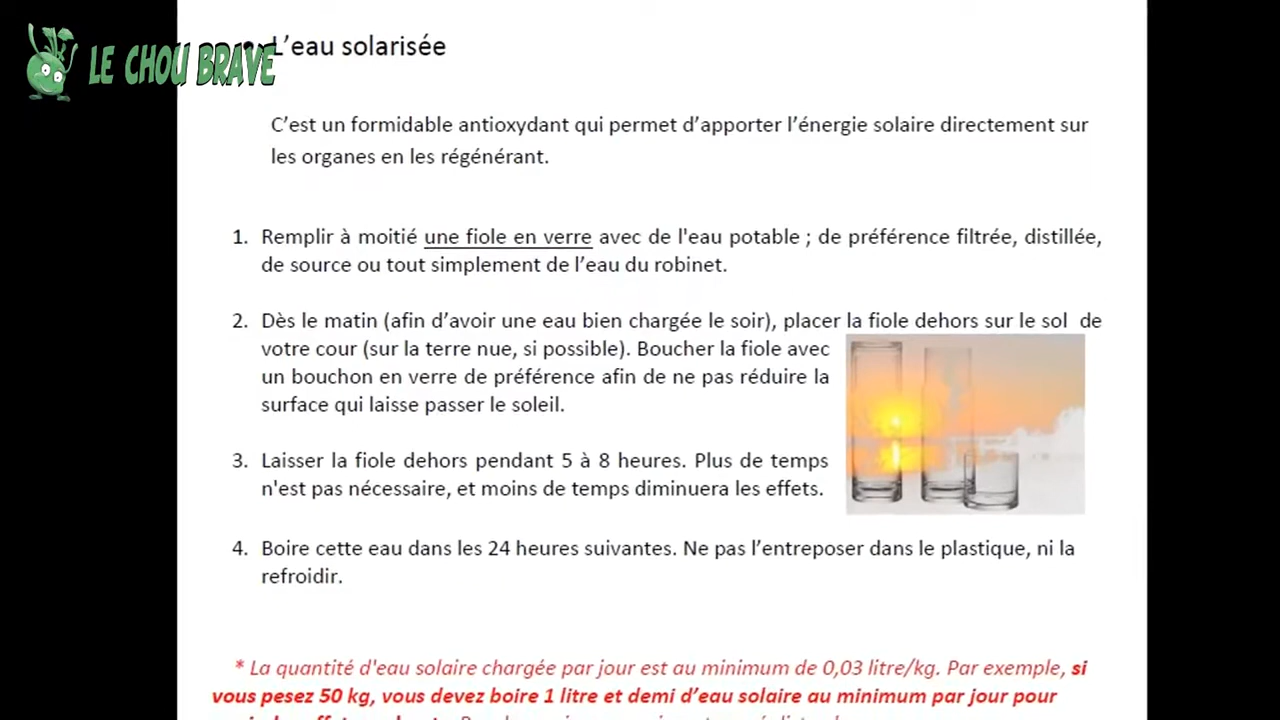 LE CHOU BRAVE
L’eau solarisée
C’est un formidable antioxydant qui permet d’apporter l’énergie solaire directement sur
les organes en les régénérant.
1. Remplir à moitié une fiole en verre avec de l'eau potable ; de préférence filtrée, distillée,
de source ou tout simplement de l’eau du robinet.
2. Dès le matin (afin d’avoir une eau bien chargée le soir), placer la fiole dehors sur le sol de
votre cour (sur la terre nue, si possible). Boucher la fiole avec
un bouchon en verre de préférence afin de ne pas réduire la
surface qui laisse passer le soleil.
3. Laisser la fiole dehors pendant 5 à 8 heures. Plus de temps
n'est pas nécessaire, et moins de temps diminuera les effets.
4. Boire cette eau dans les 24 heures suivantes. Ne pas l’entreposer dans le plastique, ni la
refroidir.
* La quantité d'eau solaire chargée par jour est au minimum de 0,03 litre/kg. Par exemple, si
vous pesez 50 kg, vous devez boire 1 litre et demi d’eau solaire au minimum par jour pour